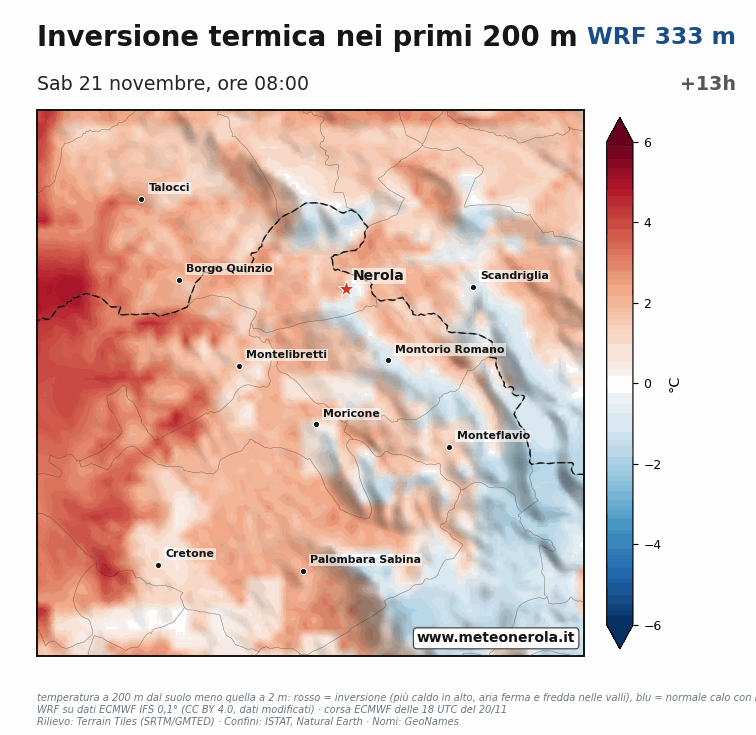 Inversione termica nei primi 200 m WRF 333 m
Sab 21 novembre, ore 08:00 +13h
Talocci
Borgo Quinzio
Nerola
Scandriglia
Montelibretti
Montorio Romano
Moricone
Monteflavio
Cretone
Palombara Sabina
www.meteonerola.it
6
4
2
0
−2
−4
−6
°C
temperatura a 200 m dal suolo meno quella a 2 m: rosso = inversione (più caldo in alto, aria ferma e fredda nelle valli), blu = normale calo con
WRF su dati ECMWF IFS 0,1° (CC BY 4.0, dati modificati) · corsa ECMWF delle 18 UTC del 20/11
Rilievo: Terrain Tiles (SRTM/GMTED) · Confini: ISTAT, Natural Earth · Nomi: GeoNames